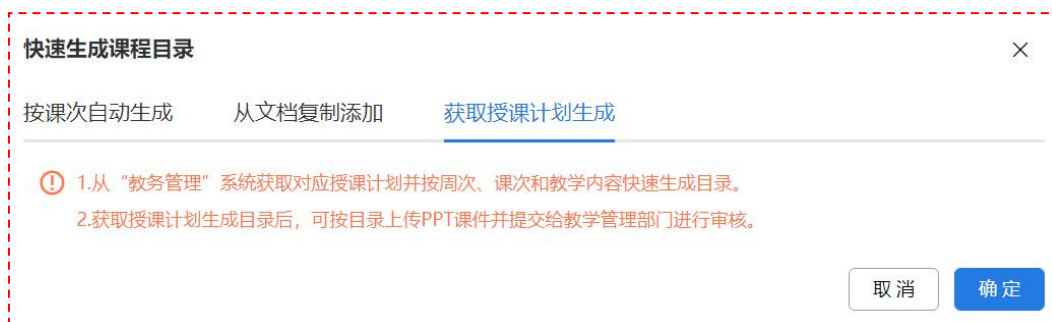 快速生成课程目录
按课次自动生成 从文档复制添加 获取授课计划生成
1.从“教务管理”系统获取对应授课计划并按周次、课次和教学内容快速生成目录。
2.获取授课计划生成目录后，可按目录上传PPT课件并提交给教学管理部门进行审核。
取消 确定